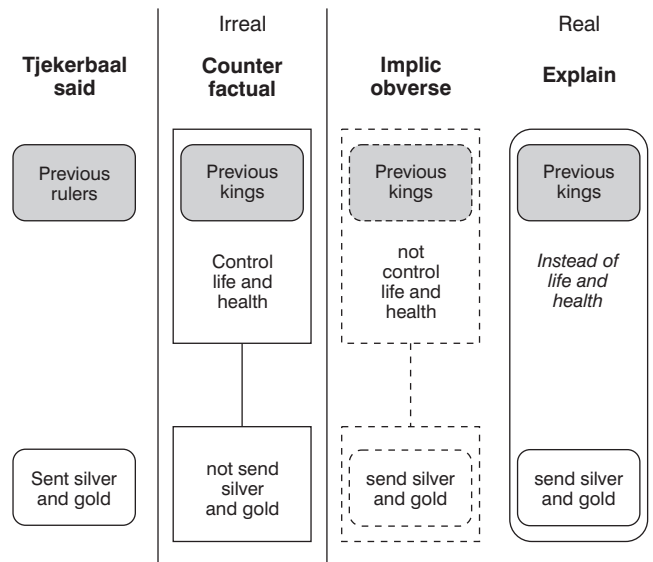 Irreal
Real
Tjekerbaal
said
Counter
factual
Implic
obverse
Explain
Previous
rulers
Previous
kings
Previous
kings
Previous
kings
Control
life and
health
not
control
life and
health
Instead of
life and
health
Sent silver
and gold
not send
silver
and gold
send silver
and gold
send silver
and gold